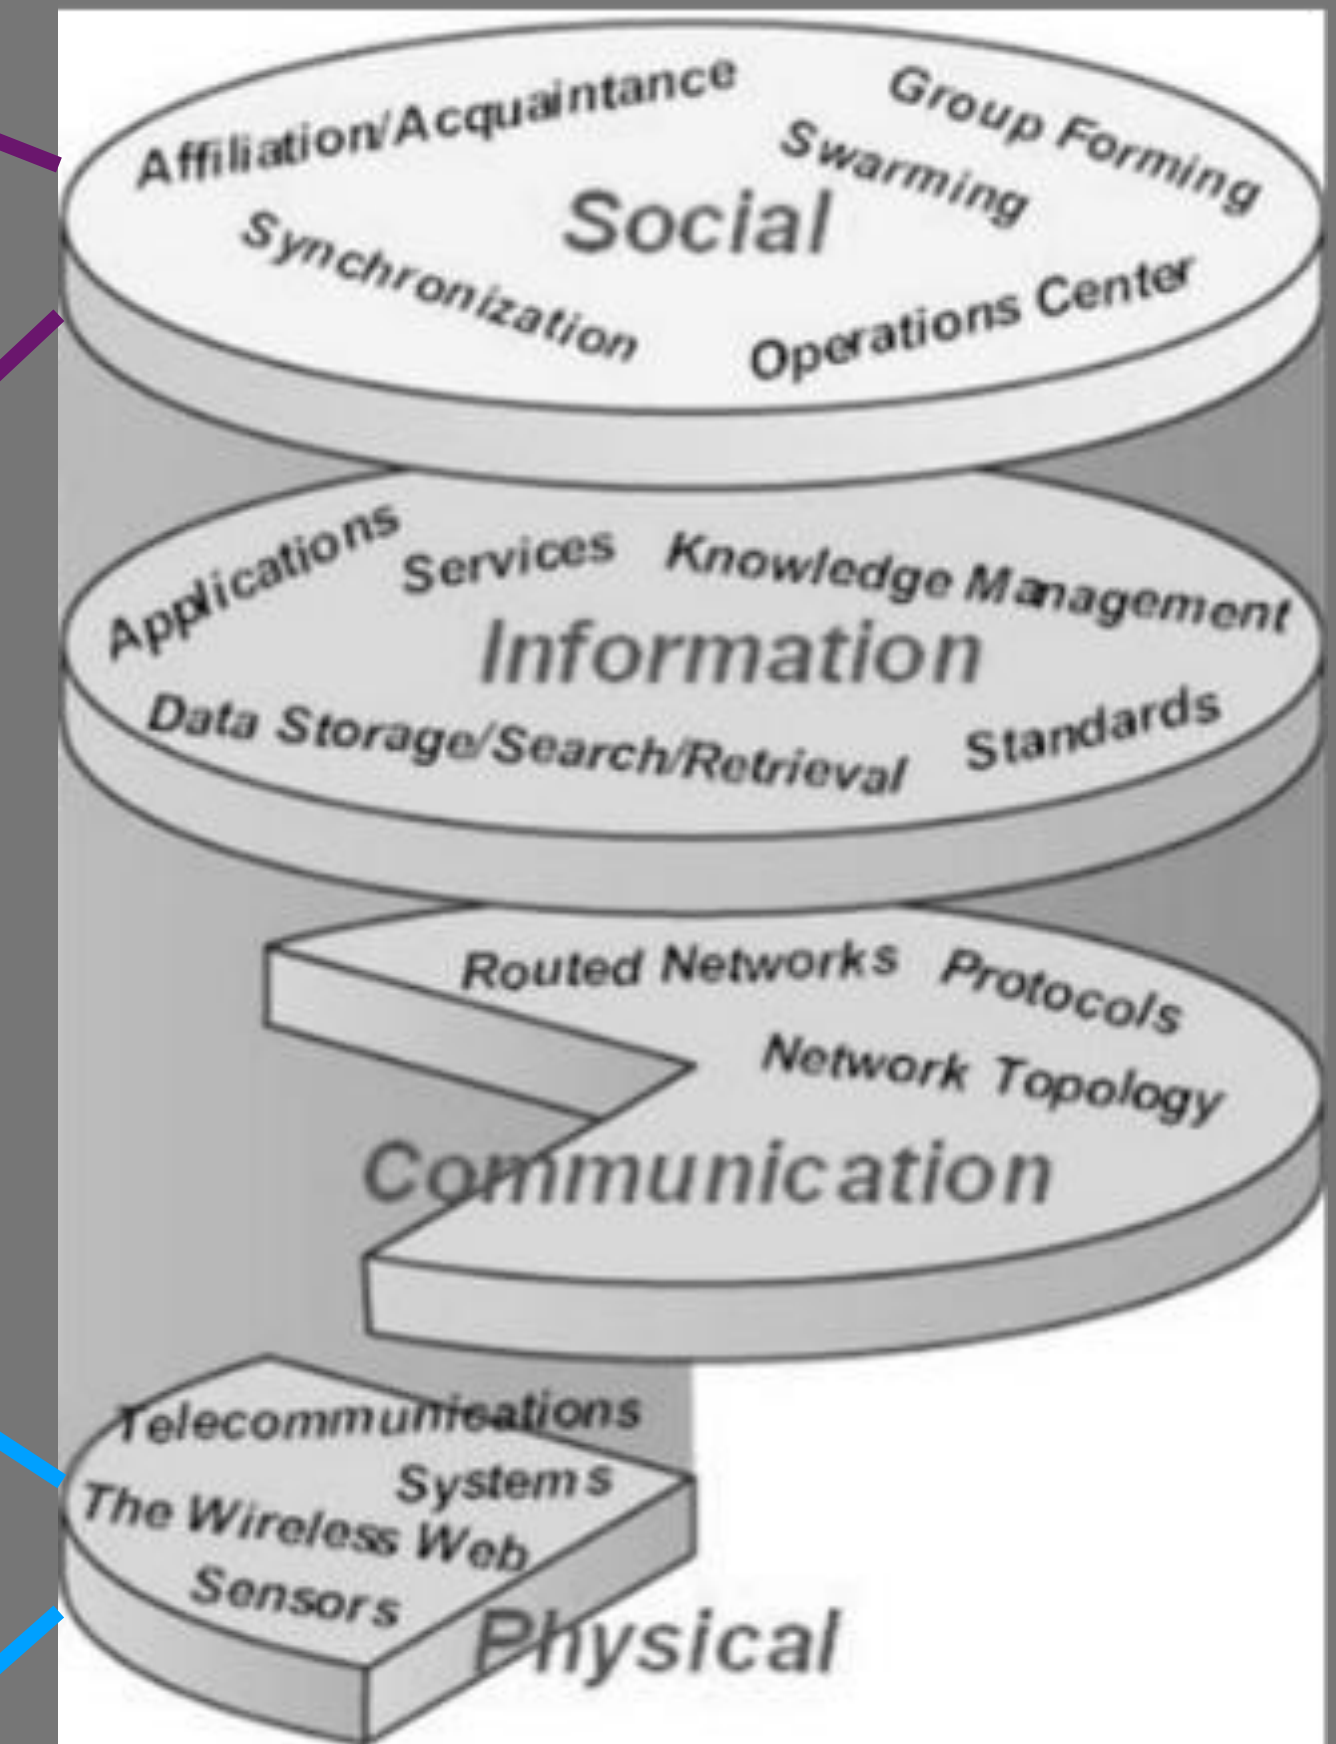 Affiliation/Acquaintance
Group Forming
Swarming
Social
Synchronization
Operations Center
Applications
Services
Knowledge Management
Information
Data Storage/Search/Retrieval
Standards
Routed Networks
Protocols
Network Topology
Communication
Telecommunications
Systems
The Wireless Web
Sensors
Physical